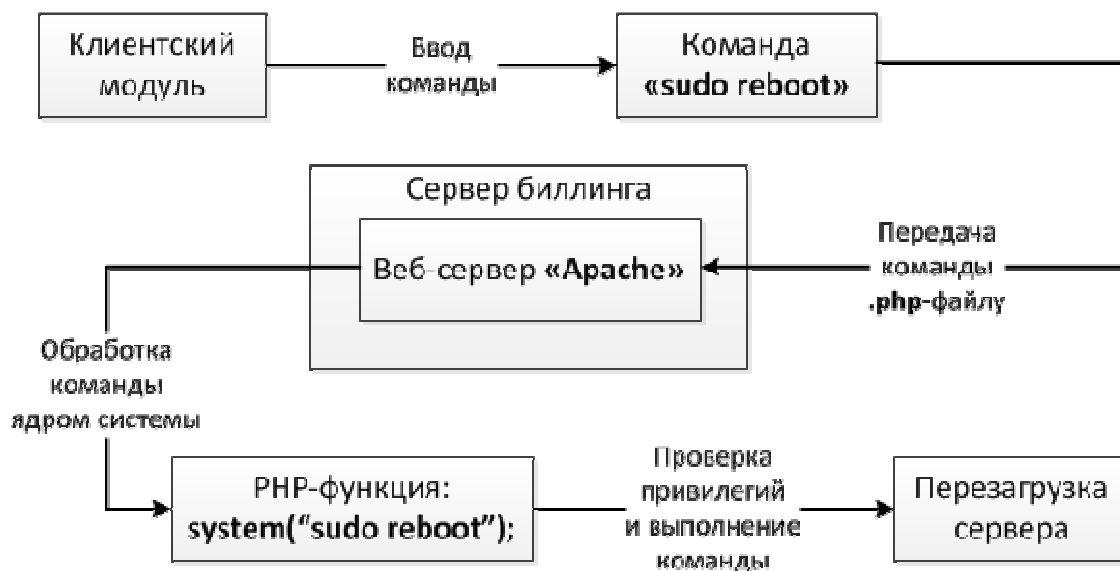 Клиентский
модуль
Ввод
команды
Команда
«sudo reboot»
Сервер биллинга
Веб-сервер «Apache»
Передача
команды
.php-файлу
Обработка
команды
ядром системы
PHP-функция:
system(“sudo reboot”);
Проверка
привилегий
и выполнение
команды
Перезагрузка
сервера